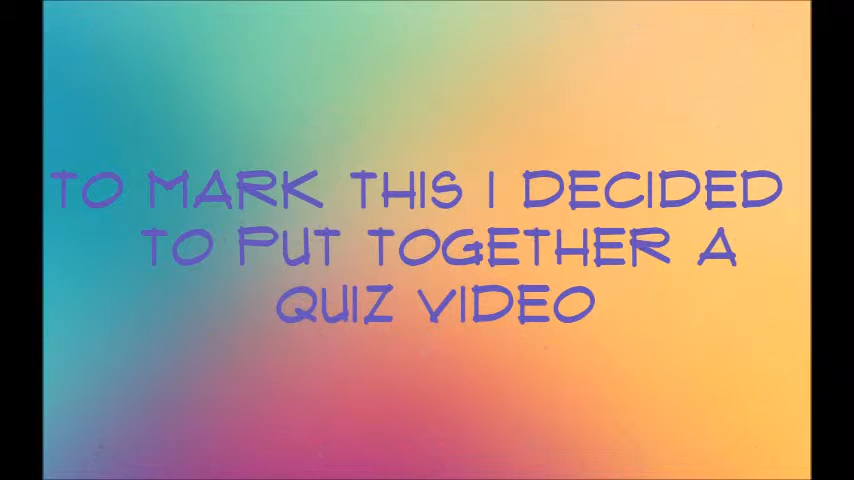 TO MARK THIS I DECIDED
TO PUT TOGETHER A
QUIZ VIDEO